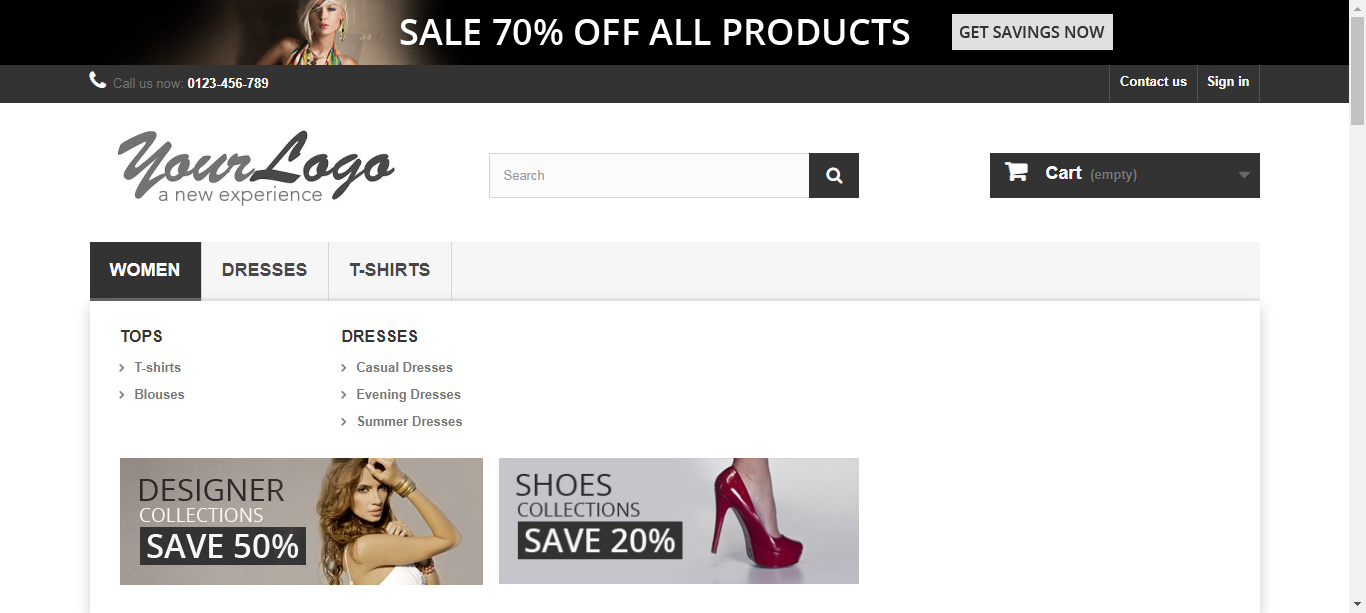 SALE 70% OFF ALL PRODUCTS GET SAVINGS NOW
Call us now: 0123-456-789 Contact us Sign in
YourLogo
a new experience
Search
Cart (empty)
WOMEN DRESSES T-SHIRTS
TOPS
T-shirts
Blouses
DRESSES
Casual Dresses
Evening Dresses
Summer Dresses
DESIGNER
COLLECTIONS
SAVE 50%
SHOES
COLLECTIONS
SAVE 20%